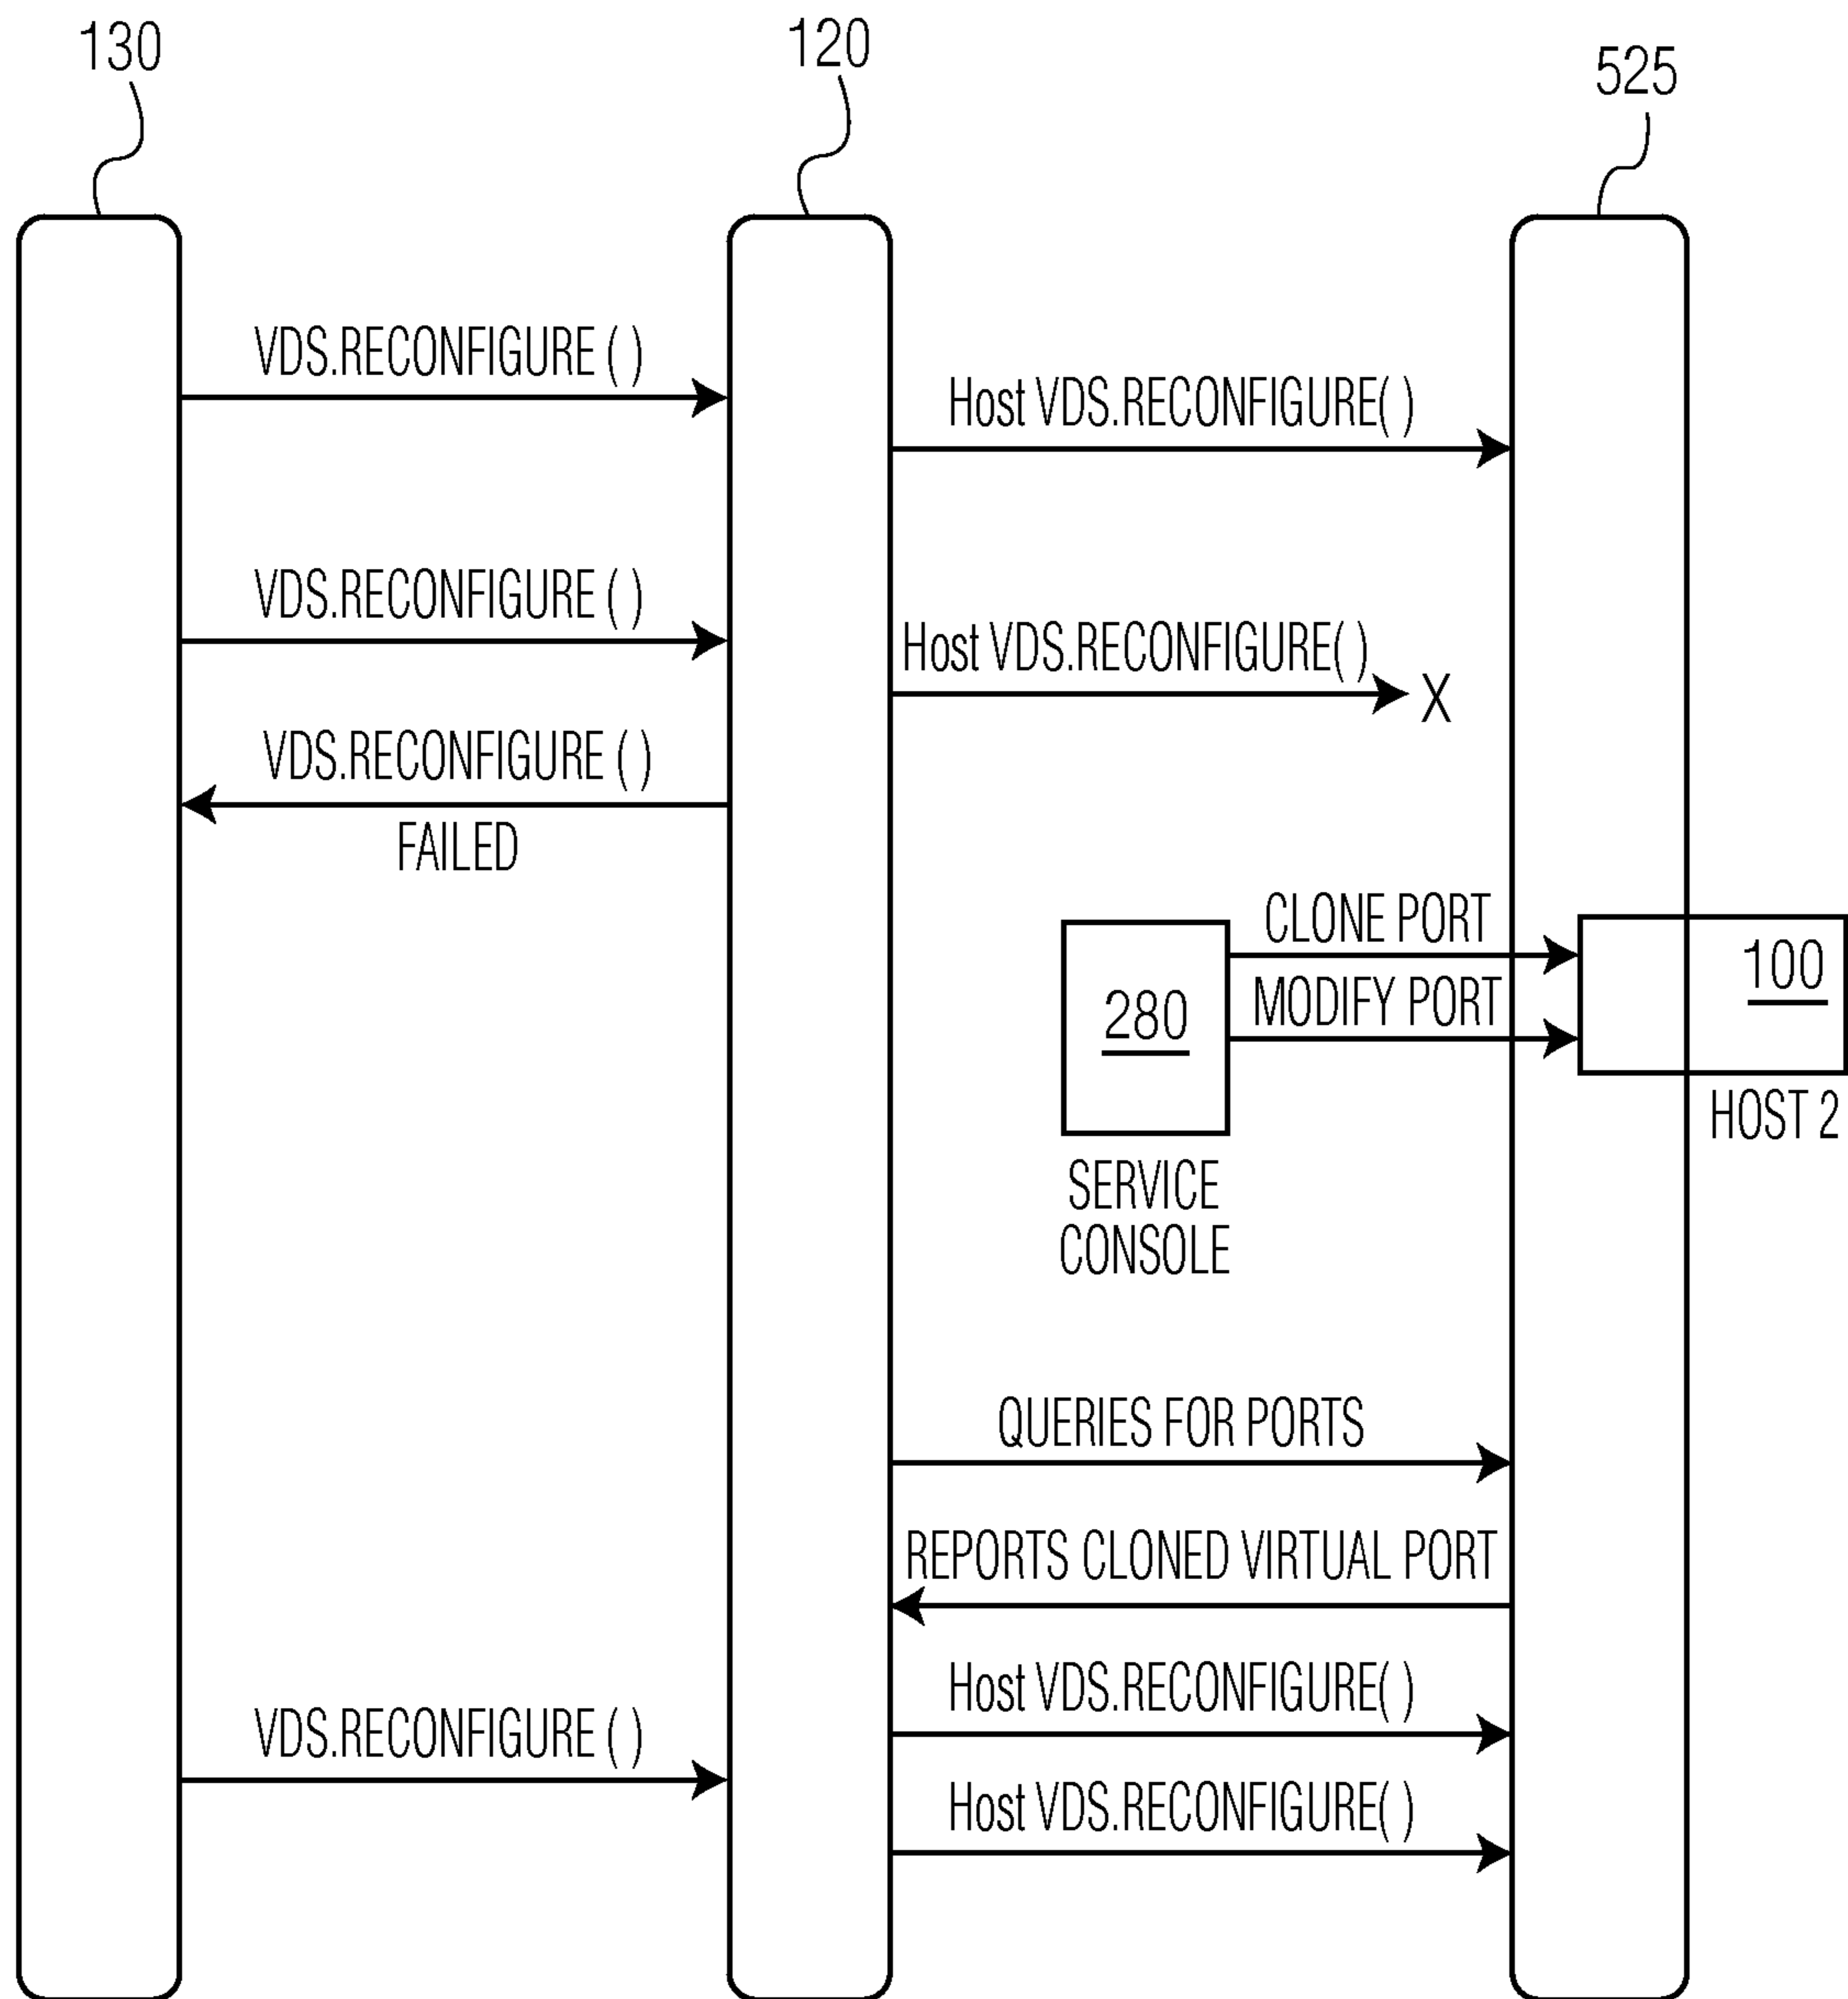 130
120
525
VDS.RECONFIGURE ( )
Host VDS.RECONFIGURE( )
VDS.RECONFIGURE ( )
Host VDS.RECONFIGURE( )
X
VDS.RECONFIGURE ( )
FAILED
CLONE PORT
MODIFY PORT
280
100
HOST 2
SERVICE
CONSOLE
QUERIES FOR PORTS
REPORTS CLONED VIRTUAL PORT
Host VDS.RECONFIGURE( )
VDS.RECONFIGURE ( )
Host VDS.RECONFIGURE( )